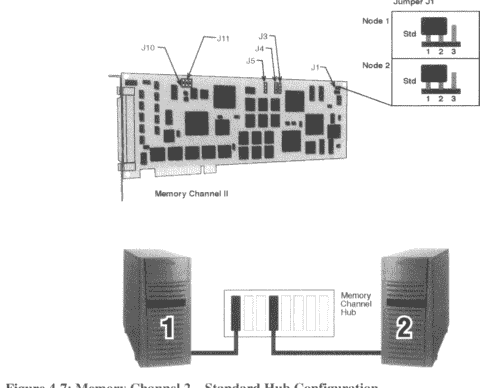 Jumper J1
Node 1
Std
1 2 3
Node 2
Std
1 2 3
J11
J10
J3
J4
J5
J1
Memory Channel II
Memory
Channel
Hub
1
2
Figure 4-7: Memory Channel 2 – Standard Hub Configuration